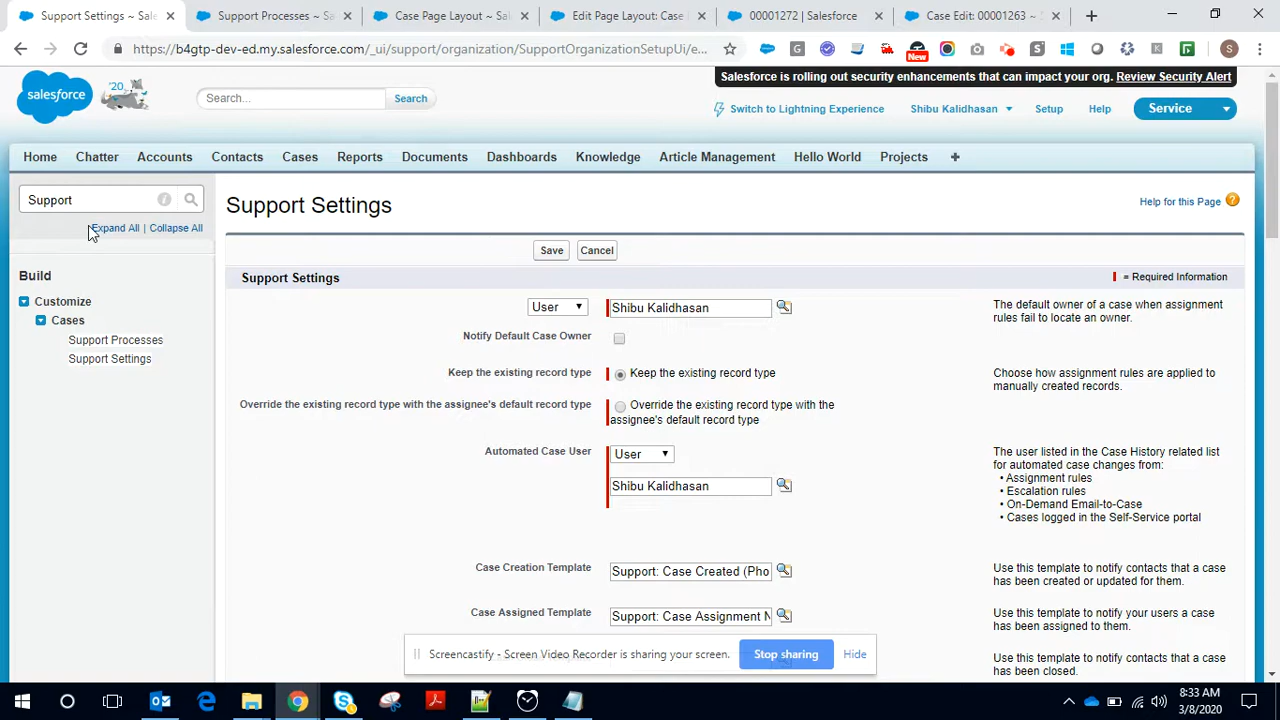 Support Settings ~ Sale
Support Processes ~ Sa
Case Page Layout ~ Sal
Edit Page Layout: Case
00001272 | Salesforce
Case Edit: 00001263 ~ S
https://b4gtp-dev-ed.my.salesforce.com/_ui/support/organization/SupportOrganizationSetupUi/e...
New
S
salesforce
'20
Search...
Search
Salesforce is rolling out security enhancements that can impact your org. Review Security Alert
Switch to Lightning Experience
Shibu Kalidhasan
Setup
Help
Service
Home
Chatter
Accounts
Contacts
Cases
Reports
Documents
Dashboards
Knowledge
Article Management
Hello World
Projects
Support
Expand All | Collapse All
Build
Customize
Cases
Support Processes
Support Settings
Support Settings
Help for this Page
Save
Cancel
Support Settings
= Required Information
User
Shibu Kalidhasan
The default owner of a case when assignment
rules fail to locate an owner.
Notify Default Case Owner
Keep the existing record type
Keep the existing record type
Choose how assignment rules are applied to
manually created records.
Override the existing record type with the assignee's default record type
Override the existing record type with the
assignee's default record type
Automated Case User
User
Shibu Kalidhasan
The user listed in the Case History related list
for automated case changes from:
• Assignment rules
• Escalation rules
• On-Demand Email-to-Case
• Cases logged in the Self-Service portal
Case Creation Template
Support: Case Created (Pho
Use this template to notify contacts that a case
has been created or updated for them.
Case Assigned Template
Support: Case Assignment N
Use this template to notify your users a case
has been assigned to them.
Use this template to notify contacts that a case
has been closed.
Screencastify - Screen Video Recorder is sharing your screen.
Stop sharing
Hide
8:33 AM
3/8/2020